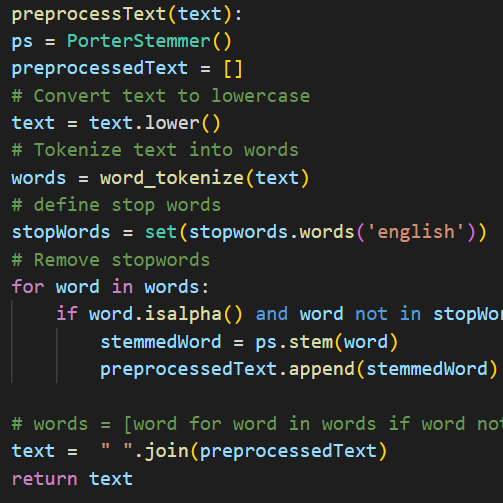 preprocessText(text):
ps = PorterStemmer()
preprocessedText = []
# Convert text to lowercase
text = text.lower()
# Tokenize text into words
words = word_tokenize(text)
# define stop words
stopWords = set(stopwords.words('english'))
# Remove stopwords
for word in words:
if word.isalpha() and word not in stopWor
stemmedWord = ps.stem(word)
preprocessedText.append(stemmedWord)
# words = [word for word in words if word not
text =  " ".join(preprocessedText)
return text